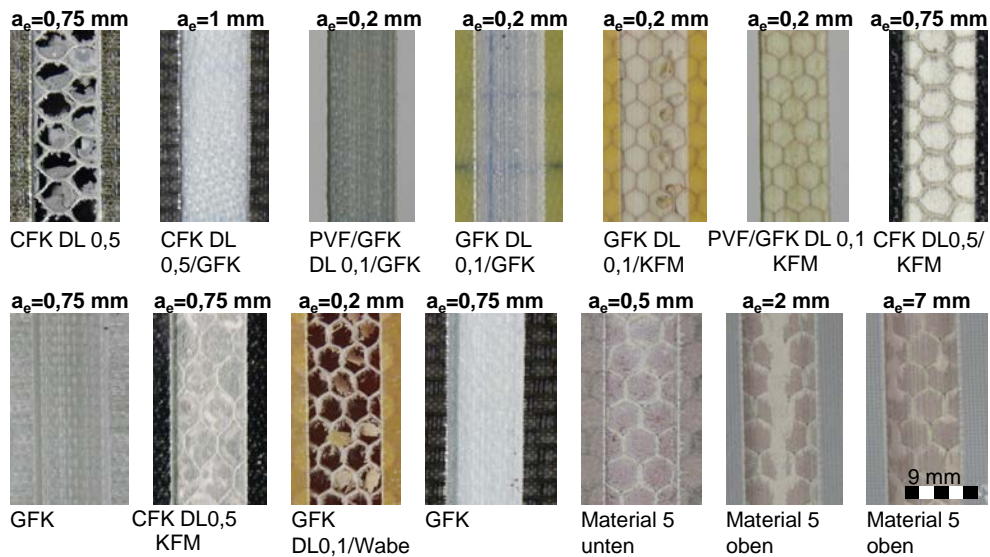 ae=0,75 mm
ae=1 mm
ae=0,2 mm
ae=0,2 mm
ae=0,2 mm
ae=0,2 mm
ae=0,75 mm
CFK DL 0,5
CFK DL
0,5/GFK
PVF/GFK
DL 0,1/GFK
GFK DL
0,1/GFK
GFK DL
0,1/KFM
PVF/GFK DL 0,1
KFM
CFK DL0,5/
KFM
ae=0,75 mm
ae=0,75 mm
ae=0,2 mm
ae=0,75 mm
ae=0,5 mm
ae=2 mm
ae=7 mm
9 mm
GFK
CFK DL0,5
KFM
GFK
DL0,1/Wabe
GFK
Material 5
unten
Material 5
oben
Material 5
oben